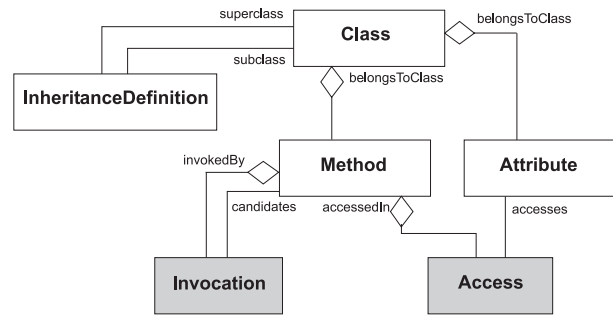 superclass
Class
belongsToClass
subclass
InheritanceDefinition
belongsToClass
invokedBy
Method
Attribute
candidates
accessedIn
accesses
Invocation
Access